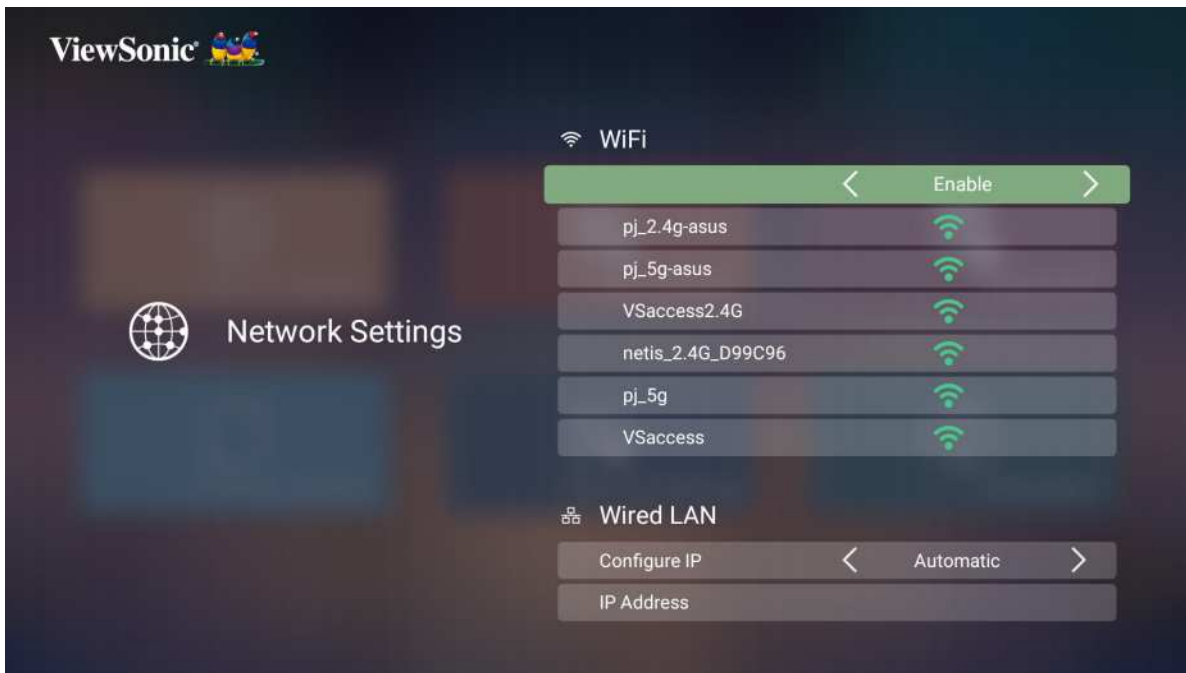 ViewSonic
WiFi
Enable
pj_2.4g-asus
pj_5g-asus
VSaccess2.4G
Network Settings
netis_2.4G_D99C96
pj_5g
VSaccess
Wired LAN
Configure IP Automatic
IP Address